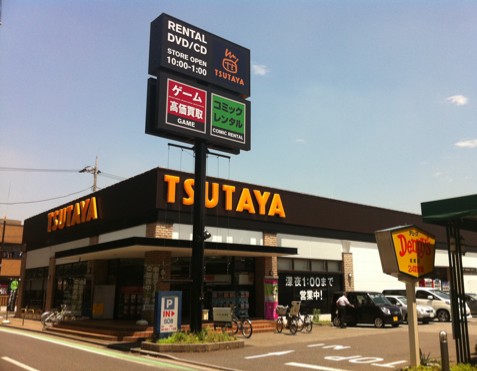 RENTAL
DVD/CD
STORE OPEN
10:00-1:00
TSUTAYA
ゲーム
高価買取
GAME
コミック
レンタル
COMIC RENTAL
TSUTAYA
TSUTAYA
深夜1:00まで
営業中!
Denny's
P
IN